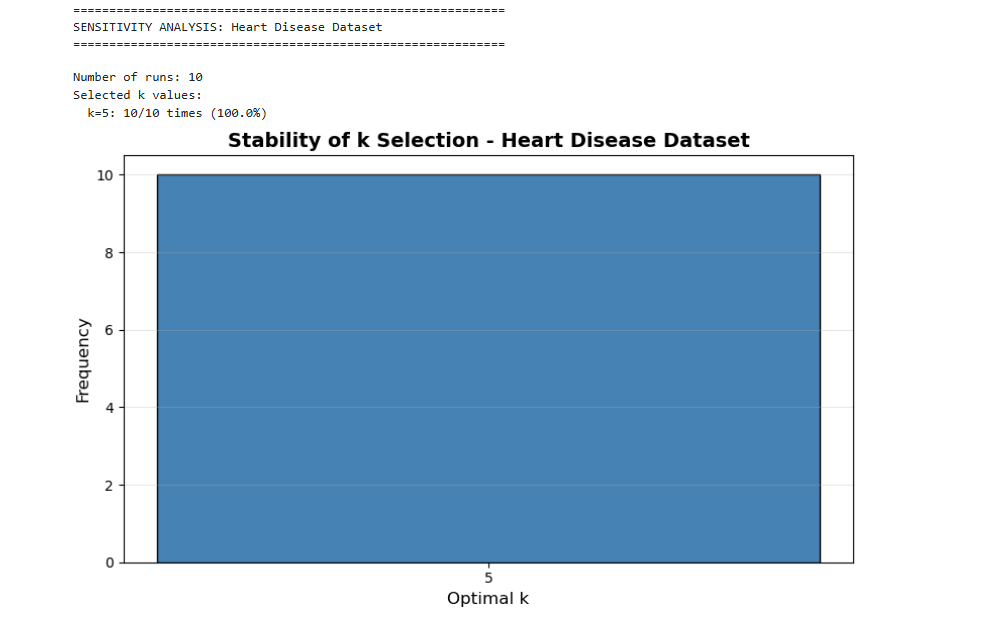 ============================================================
SENSITIVITY ANALYSIS: Heart Disease Dataset
============================================================
Number of runs: 10
Selected k values:
  k=5: 10/10 times (100.0%)
Stability of k Selection - Heart Disease Dataset
10
8
6
4
2
0
Frequency
5
Optimal k